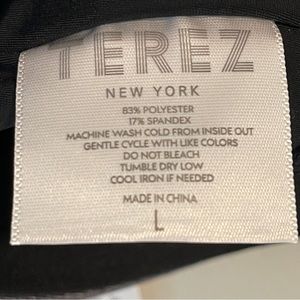 TEREZ
NEW YORK
83% POLYESTER
17% SPANDEX
MACHINE WASH COLD FROM INSIDE OUT
GENTLE CYCLE WITH LIKE COLORS
DO NOT BLEACH
TUMBLE DRY LOW
COOL IRON IF NEEDED
MADE IN CHINA
L